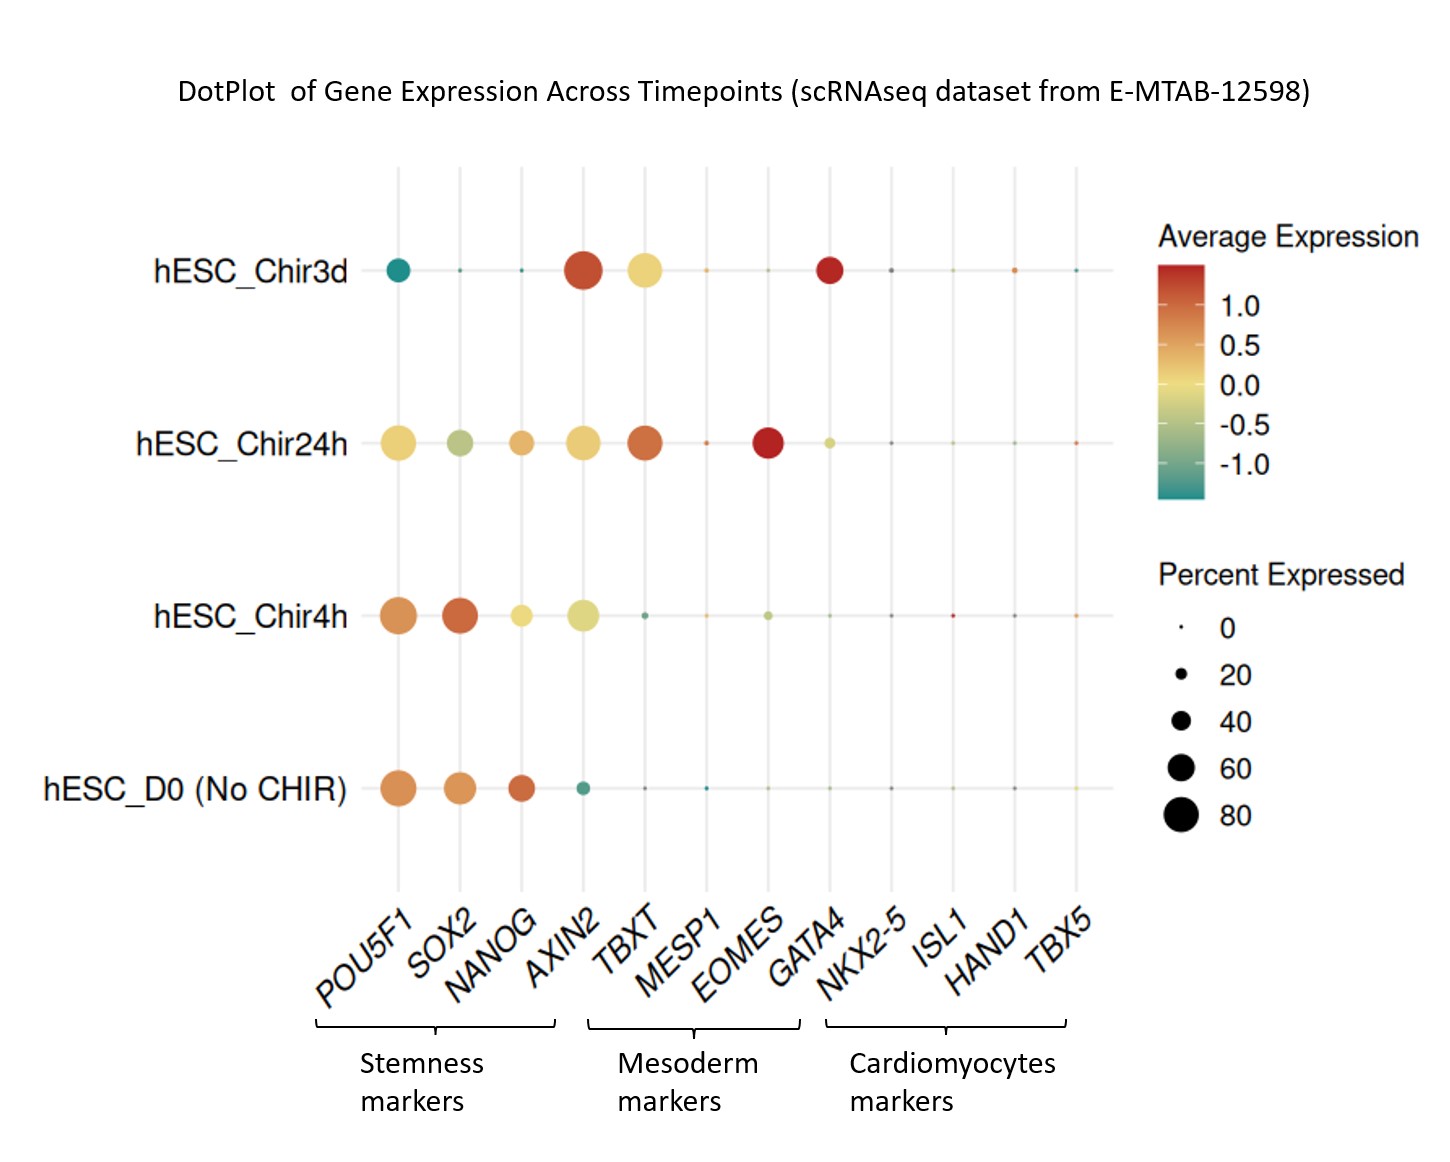 DotPlot  of Gene Expression Across Timepoints (scRNAseq dataset from E-MTAB-12598)
hESC_Chir3d
hESC_Chir24h
hESC_Chir4h
hESC_D0 (No CHIR)
POU5F1
SOX2
NANOG
AXIN2
TBXT
MESP1
EOMES
GATA4
NKX2-5
ISL1
HAND1
TBX5
Stemness
markers
Mesoderm
markers
Cardiomyocytes
markers
Average Expression
1.0
0.5
0.0
-0.5
-1.0
Percent Expressed
0
20
40
60
80